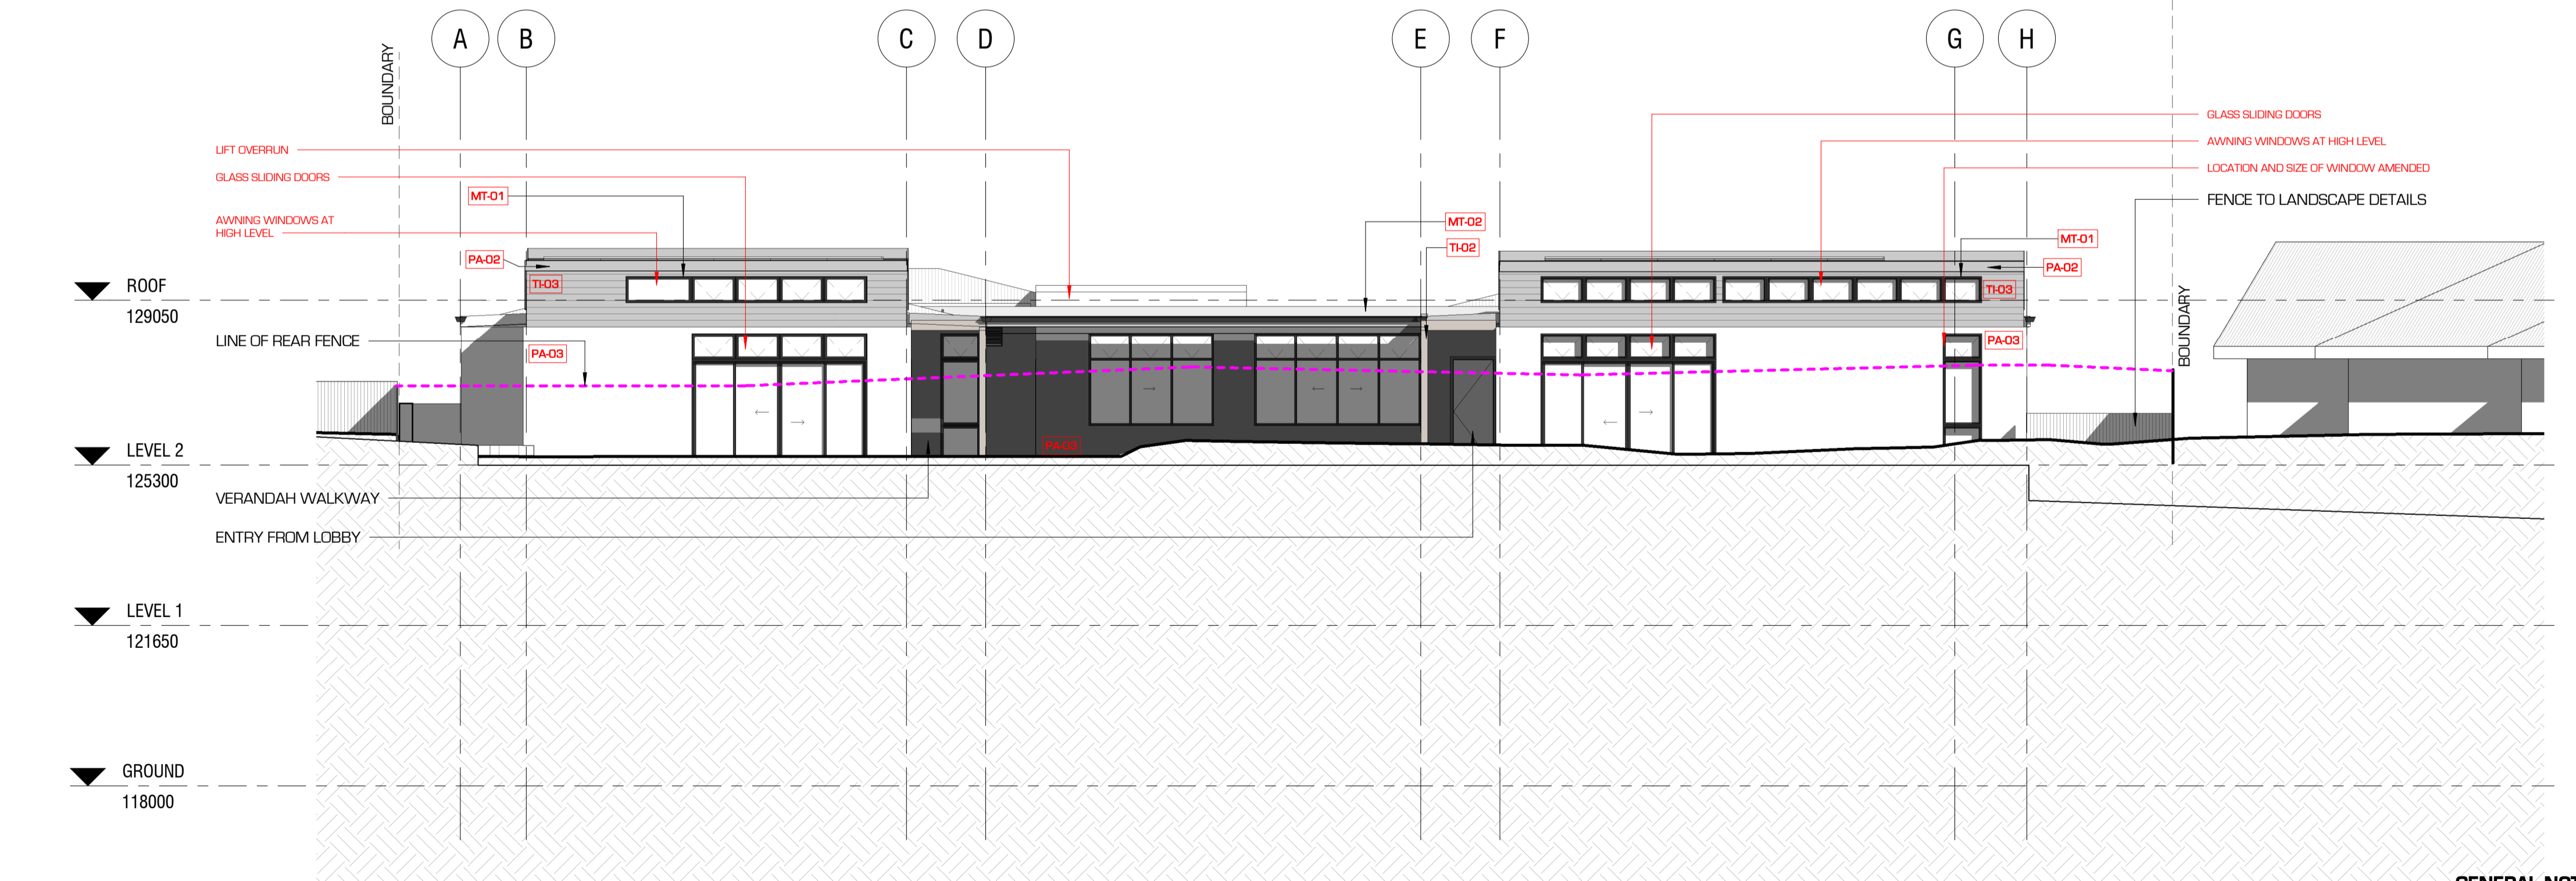 A
B
C
D
E
F
G
H
BOUNDARY
LIFT OVERRUN
GLASS SLIDING DOORS
MT-01
AWNING WINDOWS AT
HIGH LEVEL
PA-02
TI-03
ROOF
129050
LINE OF REAR FENCE
PA-03
LEVEL 2
125300
VERANDAH WALKWAY
ENTRY FROM LOBBY
PA-03
MT-02
TI-02
GLASS SLIDING DOORS
AWNING WINDOWS AT HIGH LEVEL
LOCATION AND SIZE OF WINDOW AMENDED
FENCE TO LANDSCAPE DETAILS
MT-01
PA-02
TI-03
PA-03
BOUNDARY
LEVEL 1
121650
GROUND
118000